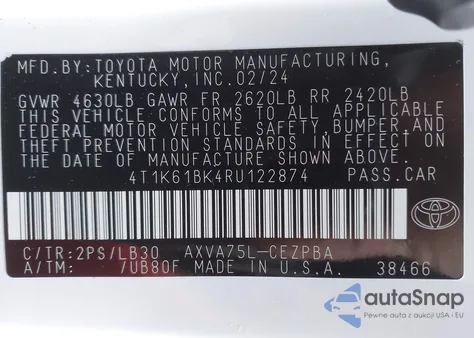 MFD.BY:TOYOTA MOTOR MANUFACTURING,
KENTUCKY,INC.02/24
GVWR 4630LB GAWR FR 2620LB RR 2420LB
THIS VEHICLE CONFORMS TO ALL APPLICABLE
FEDERAL MOTOR VEHICLE SAFETY, BUMPER, AND
THEFT PREVENTION STANDARDS IN EFFECT ON THE
DATE OF MANUFACTURE SHOWN ABOVE.
4T1K61BK4RU122874 PASS.CAR
C/TR:2PS/LB30 AXVA75L-CEZPBA
A/TM: /UB80F MADE IN U.S.A. 38466
TOYOTA
autoSnap
Pewne auta z aukcji USA i EU